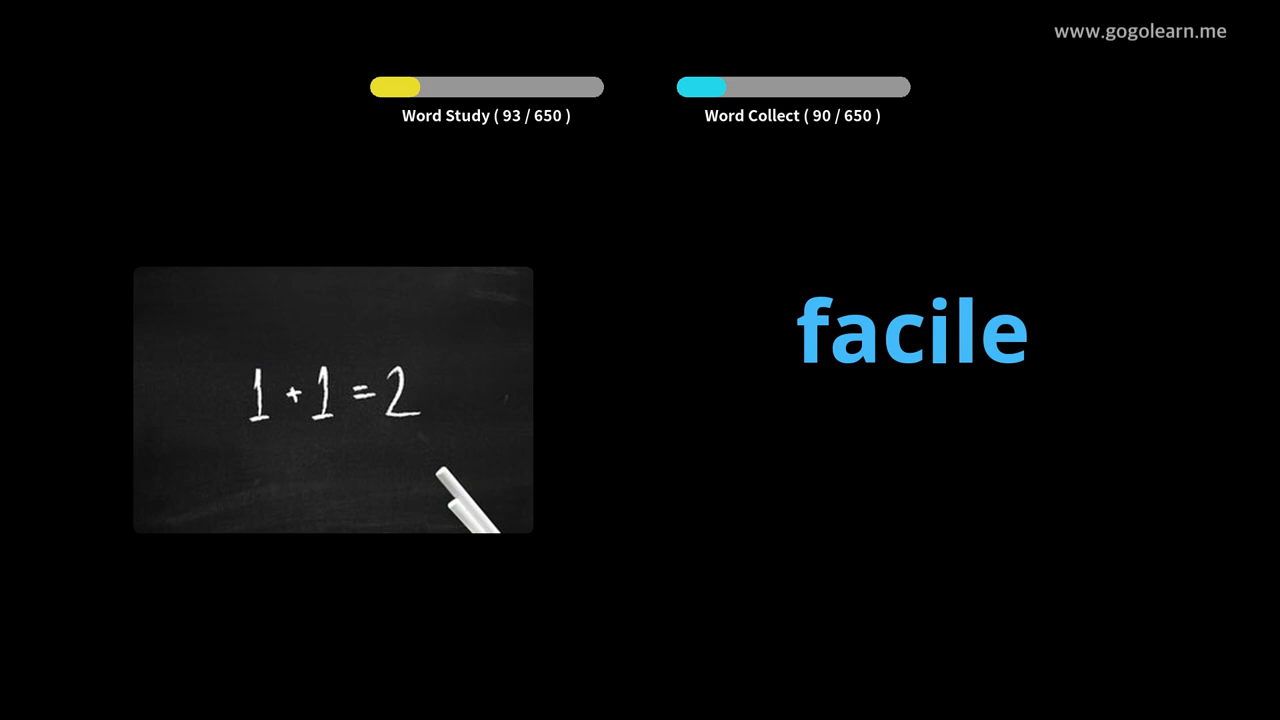 www.gogolearn.me
Word Study ( 93 / 650 )
Word Collect ( 90 / 650 )
facile
1 + 1 = 2